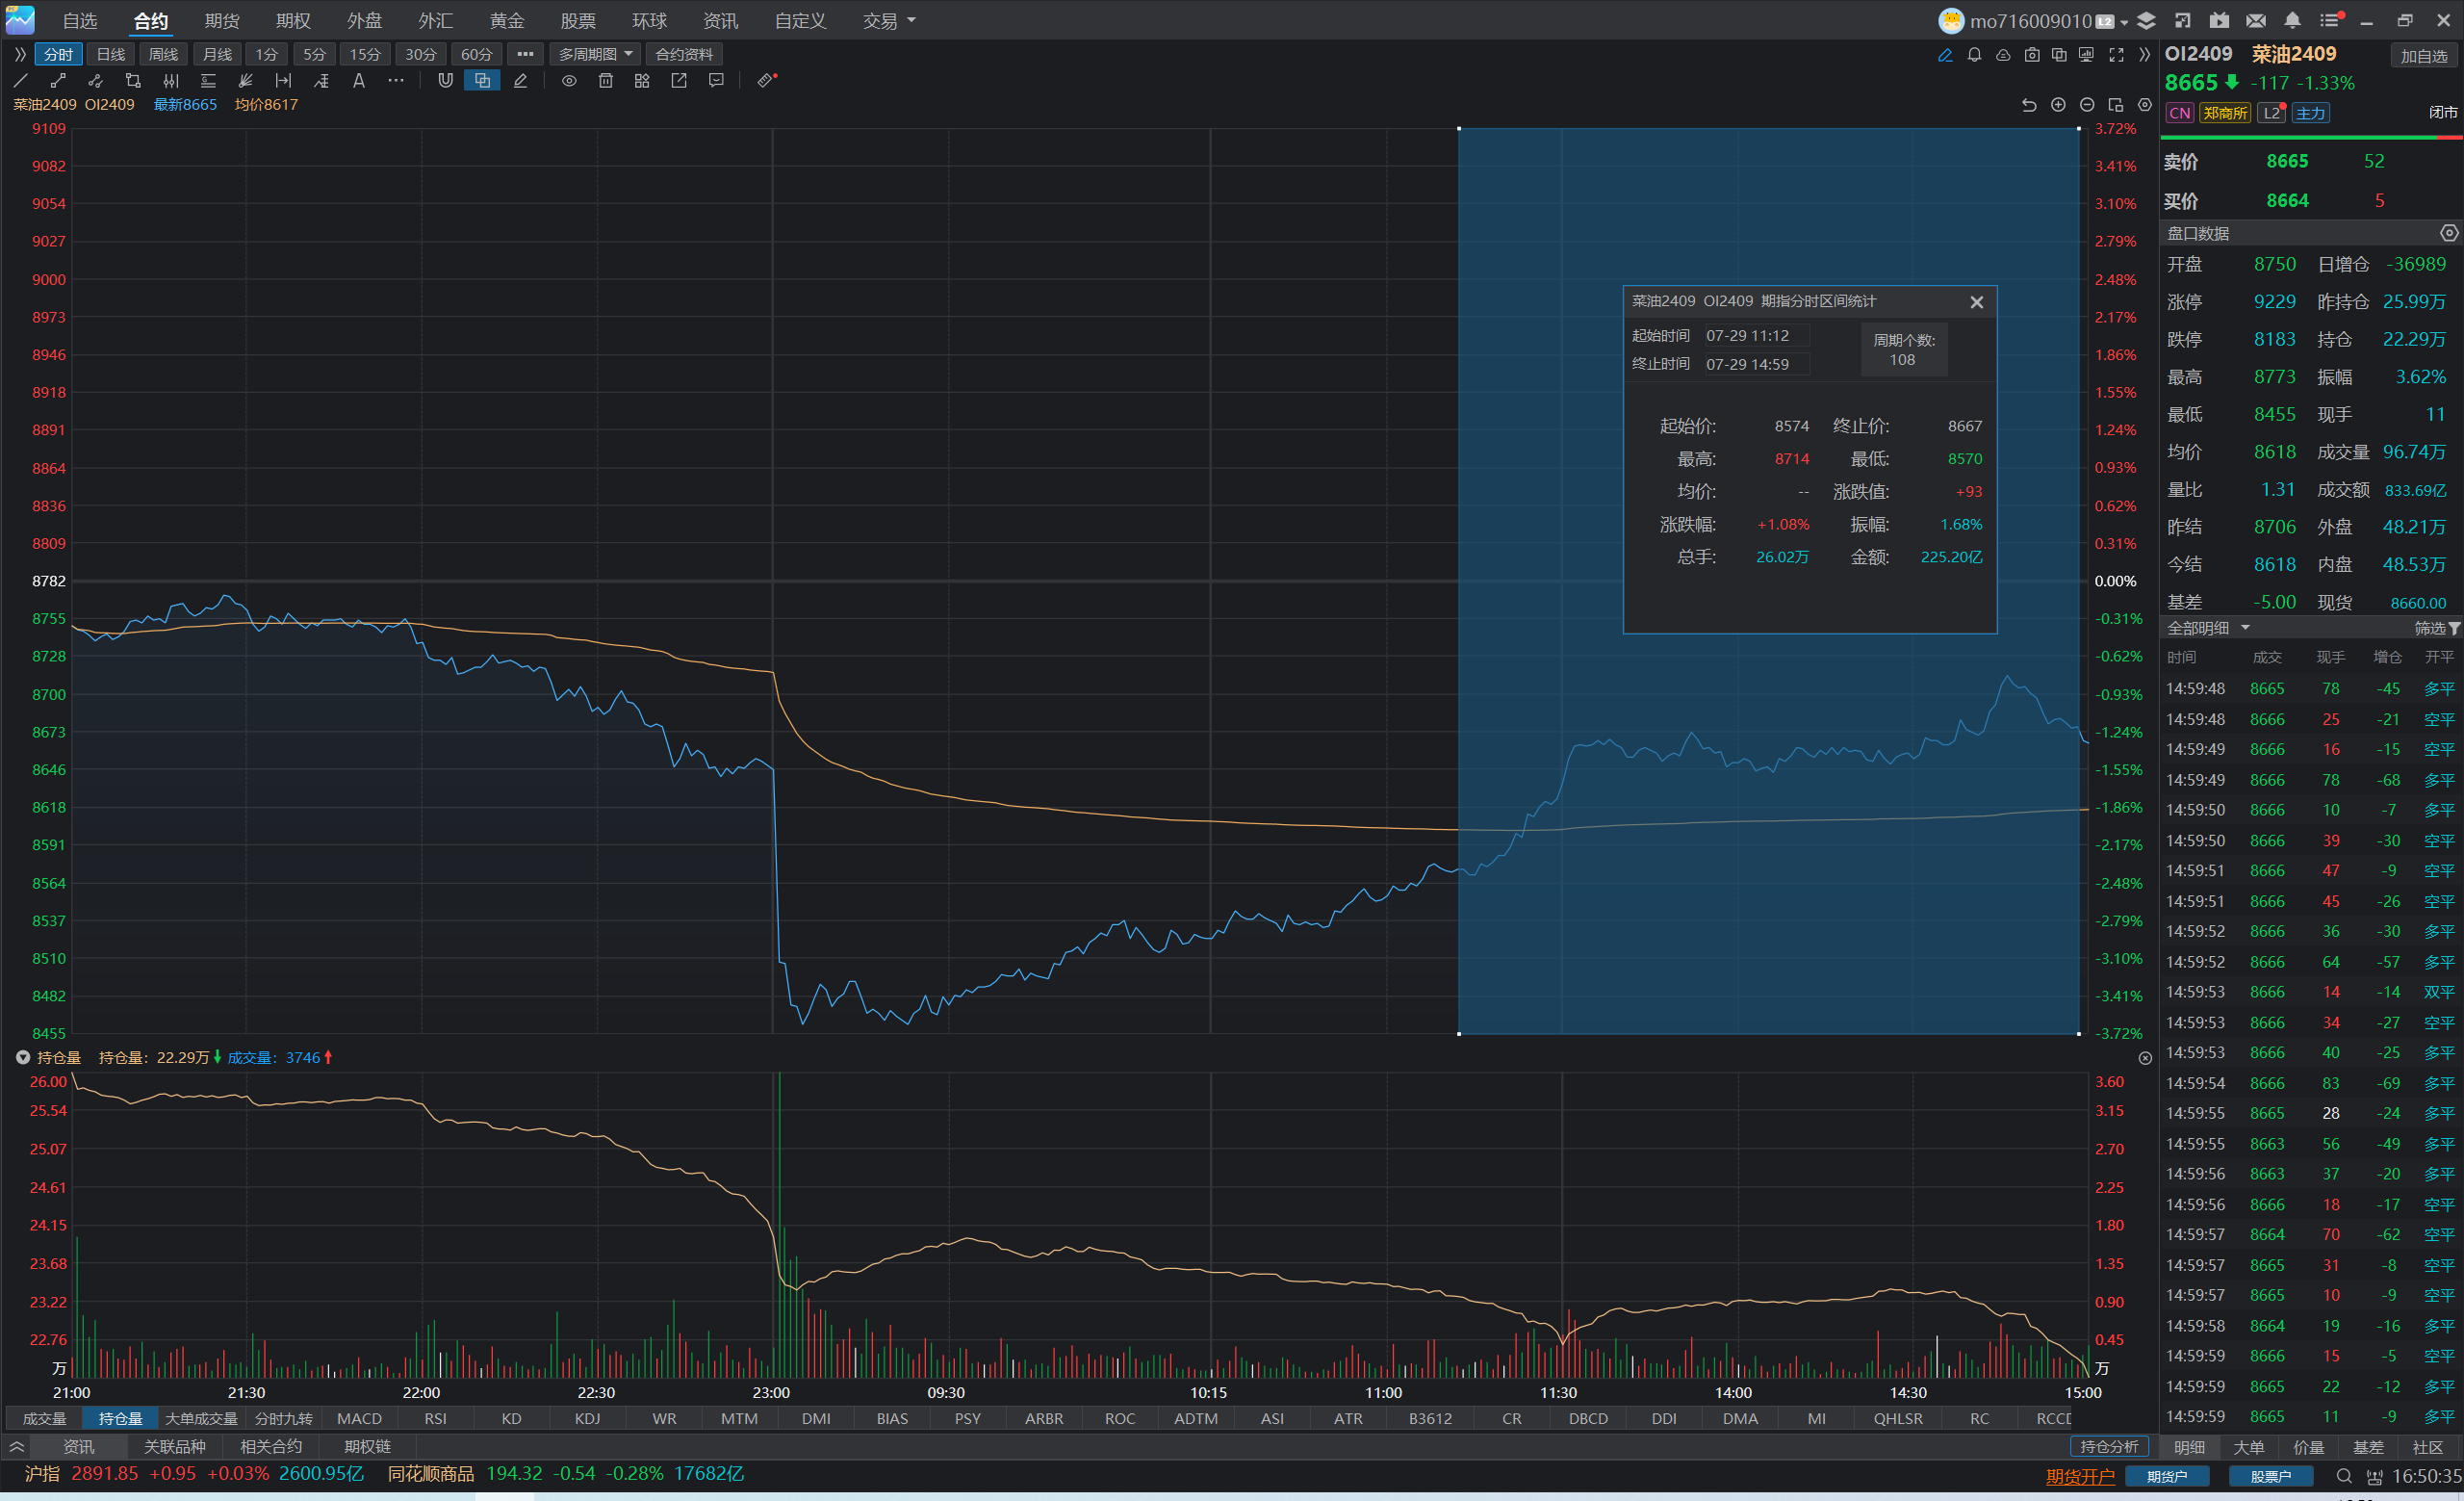 自选 合约 期货 期权 外盘 外汇 黄金 股票 环球 资讯 自定义 交易 mo716009010 L2
分时 日线 周线 月线 1分 5分 15分 30分 60分 ••• 多周期图 合约资料
菜油2409 OI2409 最新8665 均价8617
9109 3.72%
9082 3.41%
9054 3.10%
9027 2.79%
9000 2.48%
8973 2.17%
8946 1.86%
8918 1.55%
8891 1.24%
8864 0.93%
8836 0.62%
8809 0.31%
8782 0.00%
8755 -0.31%
8728 -0.62%
8700 -0.93%
8673 -1.24%
8646 -1.55%
8618 -1.86%
8591 -2.17%
8564 -2.48%
8537 -2.79%
8510 -3.10%
8482 -3.41%
8455 -3.72%
菜油2409 OI2409 期指分时区间统计
起始时间 07-29 11:12
终止时间 07-29 14:59
周期个数:
108
起始价: 8574 终止价: 8667
最高: 8714 最低: 8570
均价: -- 涨跌值: +93
涨跌幅: +1.08% 振幅: 1.68%
总手: 26.02万 金额: 225.20亿
持仓量 持仓量: 22.29万 成交量: 3746
26.00 3.60
25.54 3.15
25.07 2.70
24.61 2.25
24.15 1.80
23.68 1.35
23.22 0.90
22.76 0.45
万 万
21:00 21:30 22:00 22:30 23:00 09:30 10:15 11:00 11:30 14:00 14:30 15:00
成交量 持仓量 大单成交量 分时九转 MACD RSI KD KDJ WR MTM DMI BIAS PSY ARBR ROC ADTM ASI ATR B3612 CR DBCD DDI DMA MI QHLSR RC RCCD
资讯 关联品种 相关合约 期权链 持仓分析
OI2409 菜油2409 加自选
8665 -117 -1.33%
CN 郑商所 L2 主力 闭市
卖价 8665 52
买价 8664 5
盘口数据
开盘 8750 日增仓 -36989
涨停 9229 昨持仓 25.99万
跌停 8183 持仓 22.29万
最高 8773 振幅 3.62%
最低 8455 现手 11
均价 8618 成交量 96.74万
量比 1.31 成交额 833.69亿
昨结 8706 外盘 48.21万
今结 8618 内盘 48.53万
基差 -5.00 现货 8660.00
全部明细 筛选
时间 成交 现手 增仓 开平
14:59:48 8665 78 -45 多平
14:59:48 8666 25 -21 空平
14:59:49 8666 16 -15 空平
14:59:49 8666 78 -68 多平
14:59:50 8666 10 -7 多平
14:59:50 8666 39 -30 空平
14:59:51 8666 47 -9 空平
14:59:51 8666 45 -26 空平
14:59:52 8666 36 -30 多平
14:59:52 8666 64 -57 多平
14:59:53 8666 14 -14 双平
14:59:53 8666 34 -27 空平
14:59:53 8666 40 -25 多平
14:59:54 8666 83 -69 多平
14:59:55 8665 28 -24 多平
14:59:55 8663 56 -49 多平
14:59:56 8663 37 -20 多平
14:59:56 8666 18 -17 空平
14:59:57 8664 70 -62 空平
14:59:57 8665 31 -8 空平
14:59:57 8665 10 -9 空平
14:59:58 8664 19 -16 多平
14:59:59 8666 15 -5 空平
14:59:59 8665 22 -12 多平
14:59:59 8665 11 -9 多平
明细 大单 价量 基差 社区
沪指 2891.85 +0.95 +0.03% 2600.95亿 同花顺商品 194.32 -0.54 -0.28% 17682亿 期货开户 期货户 股票户 16:50:35